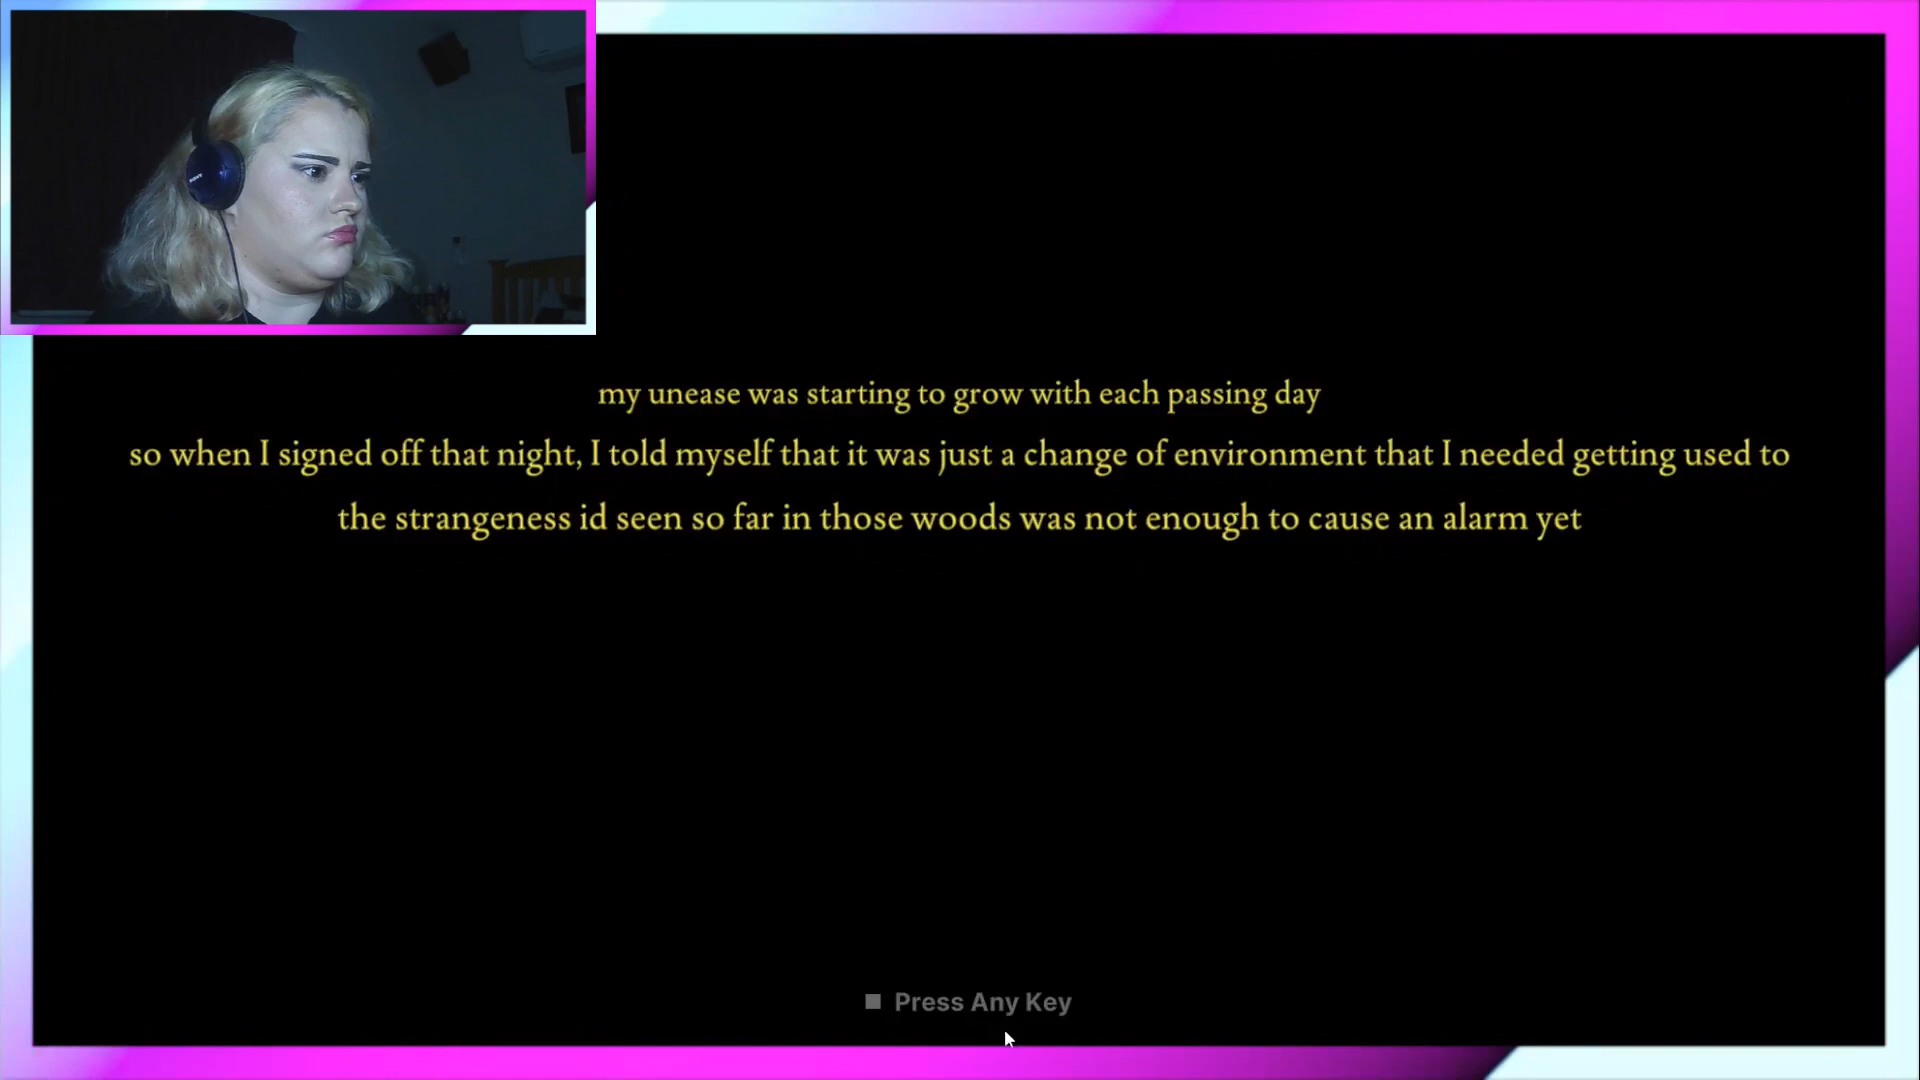 SONY
my unease was starting to grow with each passing day
so when I signed off that night, I told myself that it was just a change of environment that I needed getting used to
the strangeness id seen so far in those woods was not enough to cause an alarm yet
Press Any Key